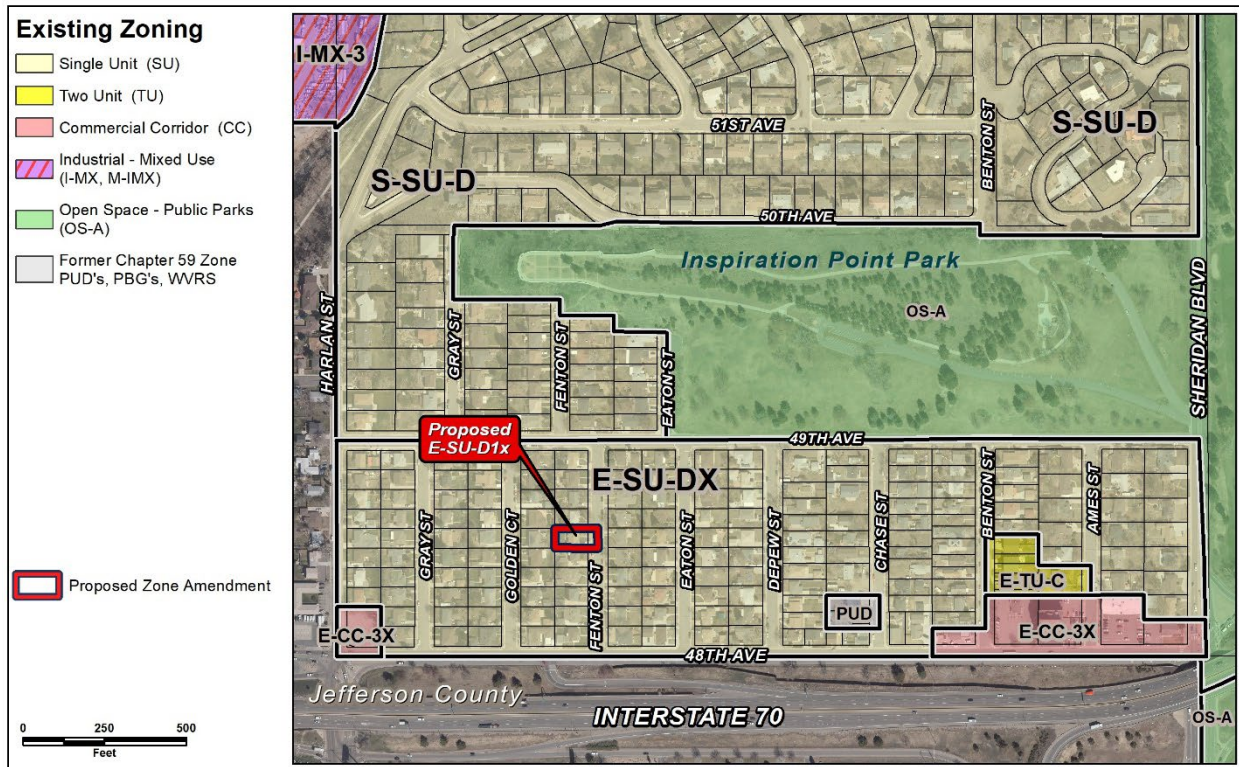 Existing Zoning
Single Unit (SU)
Two Unit (TU)
Commercial Corridor (CC)
Industrial - Mixed Use
(I-MX, M-IMX)
Open Space - Public Parks
(OS-A)
Former Chapter 59 Zone
PUD's, PBG's, WVRS
Proposed Zone Amendment
0 250 500
Feet
I-MX-3
51ST AVE
BENTON ST
S-SU-D
S-SU-D
50TH AVE
Inspiration Point Park
OS-A
HARLAN ST
GRAY ST
FENTON ST
EATON ST
SHERIDAN BLVD
Proposed
E-SU-D1x
49TH AVE
E-SU-DX
GRAY ST
GOLDEN CT
FENTON ST
EATON ST
DEPEW ST
CHASE ST
BENTON ST
AMES ST
E-TU-C
PUD
E-CC-3X
E-CC-3X
48TH AVE
Jefferson County
INTERSTATE 70
OS-A